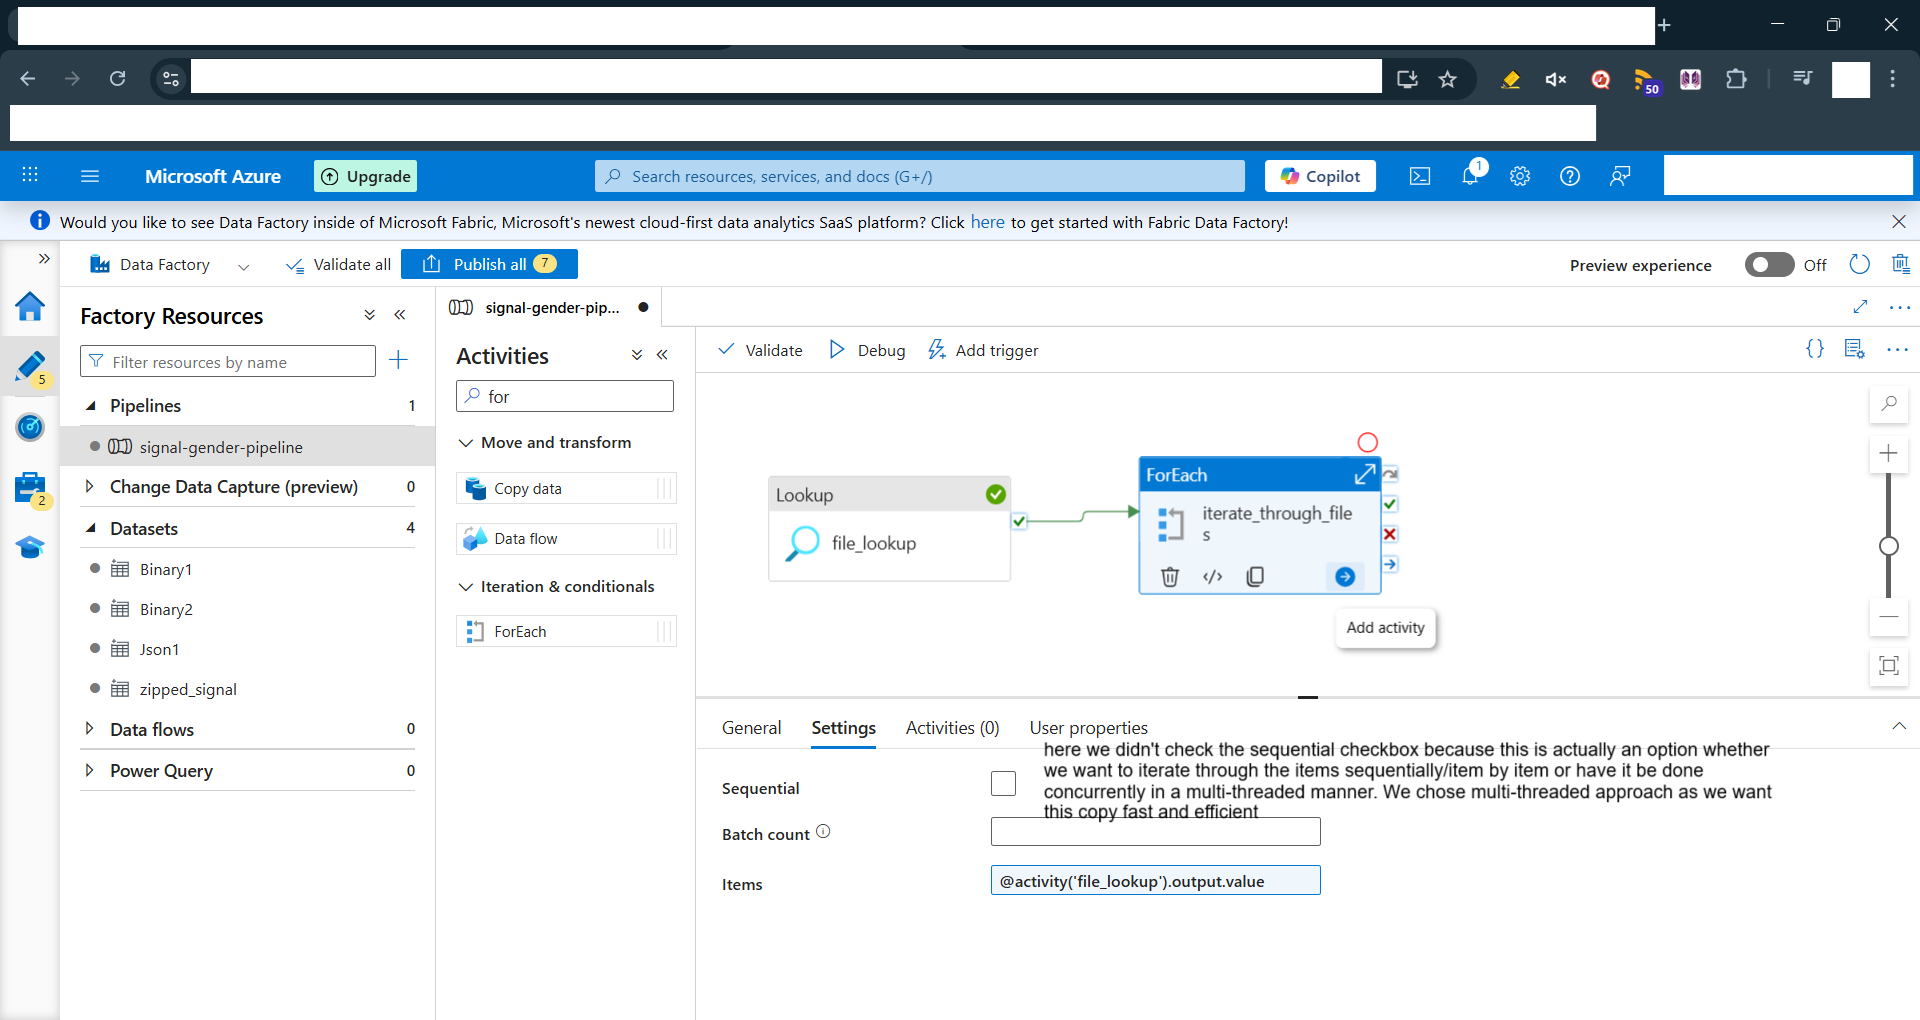 50
Microsoft Azure
Upgrade
Search resources, services, and docs (G+/)
Copilot
1
Would you like to see Data Factory inside of Microsoft Fabric, Microsoft's newest cloud-first data analytics SaaS platform? Click here to get started with Fabric Data Factory!
Data Factory
Validate all
Publish all 7
Preview experience
Off
5
2
Factory Resources
Filter resources by name
Pipelines 1
signal-gender-pipeline
Change Data Capture (preview) 0
Datasets 4
Binary1
Binary2
Json1
zipped_signal
Data flows 0
Power Query 0
signal-gender-pip...
Activities
for
Move and transform
Copy data
Data flow
Iteration & conditionals
ForEach
Validate
Debug
Add trigger
Lookup
file_lookup
ForEach
iterate_through_file
s
Add activity
General
Settings
Activities (0)
User properties
here we didn't check the sequential checkbox because this is actually an option whether
we want to iterate through the items sequentially/item by item or have it be done
concurrently in a multi-threaded manner. We chose multi-threaded approach as we want
this copy fast and efficient
Sequential
Batch count
Items
@activity('file_lookup').output.value